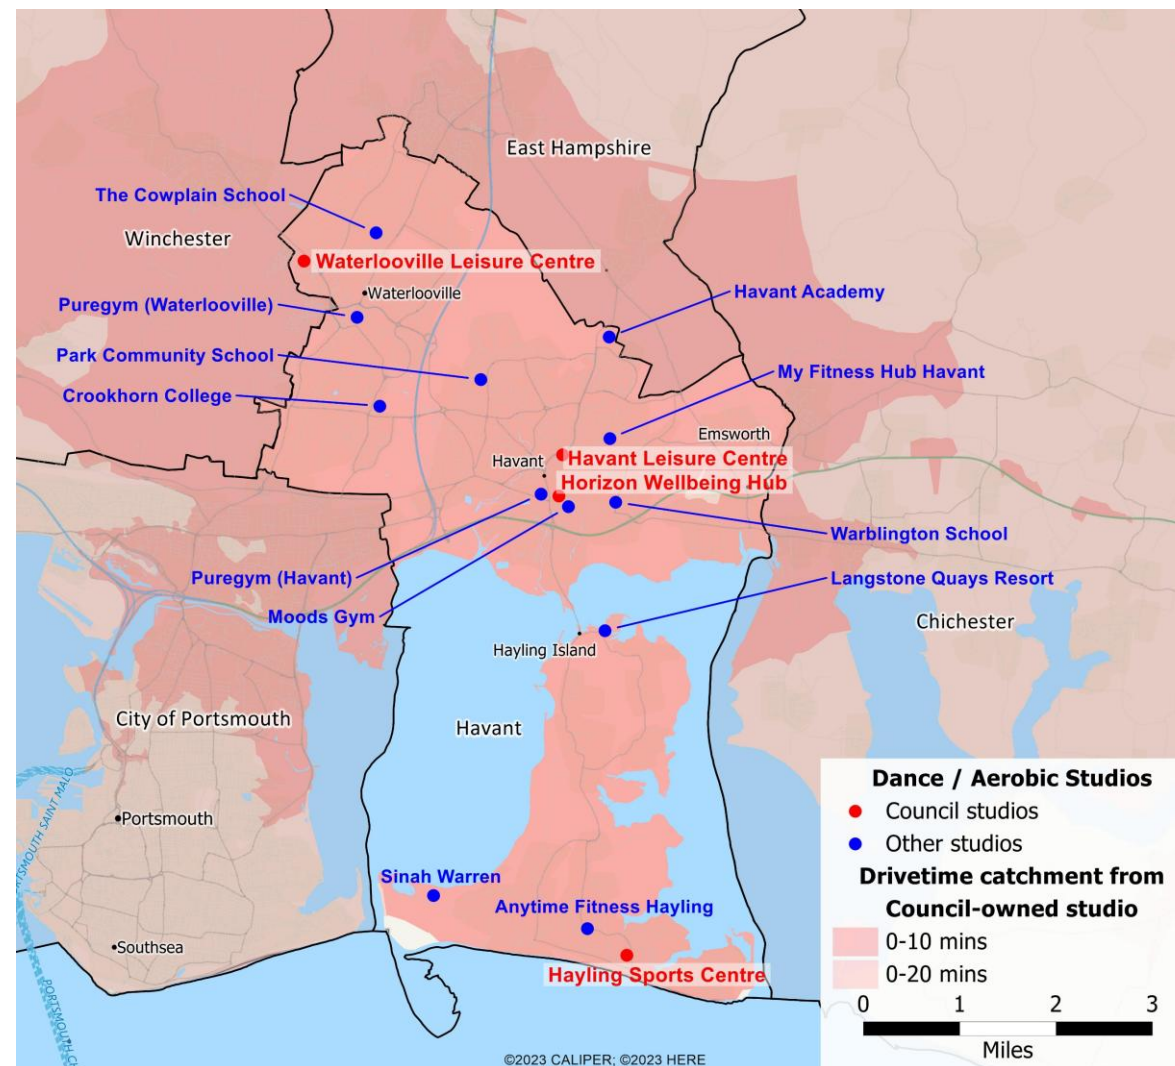 East Hampshire
The Cowplain School
Winchester
Waterlooville Leisure Centre
Waterlooville
Havant Academy
Puregym (Waterlooville)
Park Community School
My Fitness Hub Havant
Crookhorn College
Emsworth
Havant
Havant Leisure Centre
Horizon Wellbeing Hub
Warblington School
Puregym (Havant)
Langstone Quays Resort
Moods Gym
Chichester
Hayling Island
City of Portsmouth
Havant
PORTSMOUTH SAINT MALO
Portsmouth
Sinah Warren
Anytime Fitness Hayling
Southsea
Hayling Sports Centre
Dance / Aerobic Studios
Council studios
Other studios
Drivetime catchment from
Council-owned studio
0-10 mins
0-20 mins
0 1 2 3
Miles
©2023 CALIPER; ©2023 HERE